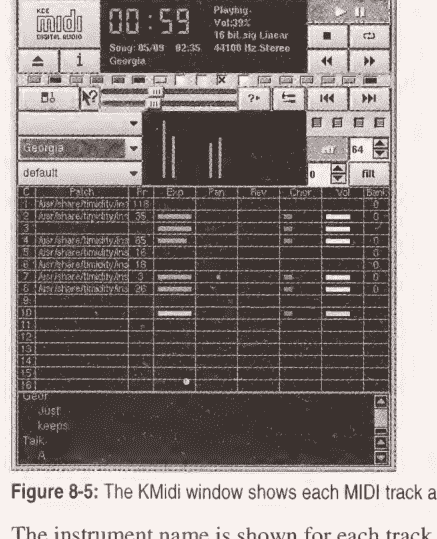 KDE
midi
DIGITAL AUDIO
00:59
Playing.
Vol:39%
16 bit.sig Linear
Song: 05/09 02:35 44100 Hz Stereo
Georgia
i
?
64
Georgia
default
0
filt
C Patch Pr Exp Pan Rev Chor Vol Bank
1 /usr/share/timidity/ins 118 0
2 /usr/share/timidity/ins 35 0
3
4 /usr/share/timidity/ins 65 0
5 /usr/share/timidity/ins 16 0
6 /usr/share/timidity/ins 18 0
7 /usr/share/timidity/ins 3 0
8 /usr/share/timidity/ins 26 0
9
10
11
12
13
14
15
16
Geor
Just
keeps
Talk
A
Figure 8-5: The KMidi window shows each MIDI track a
The instrument name is shown for each track